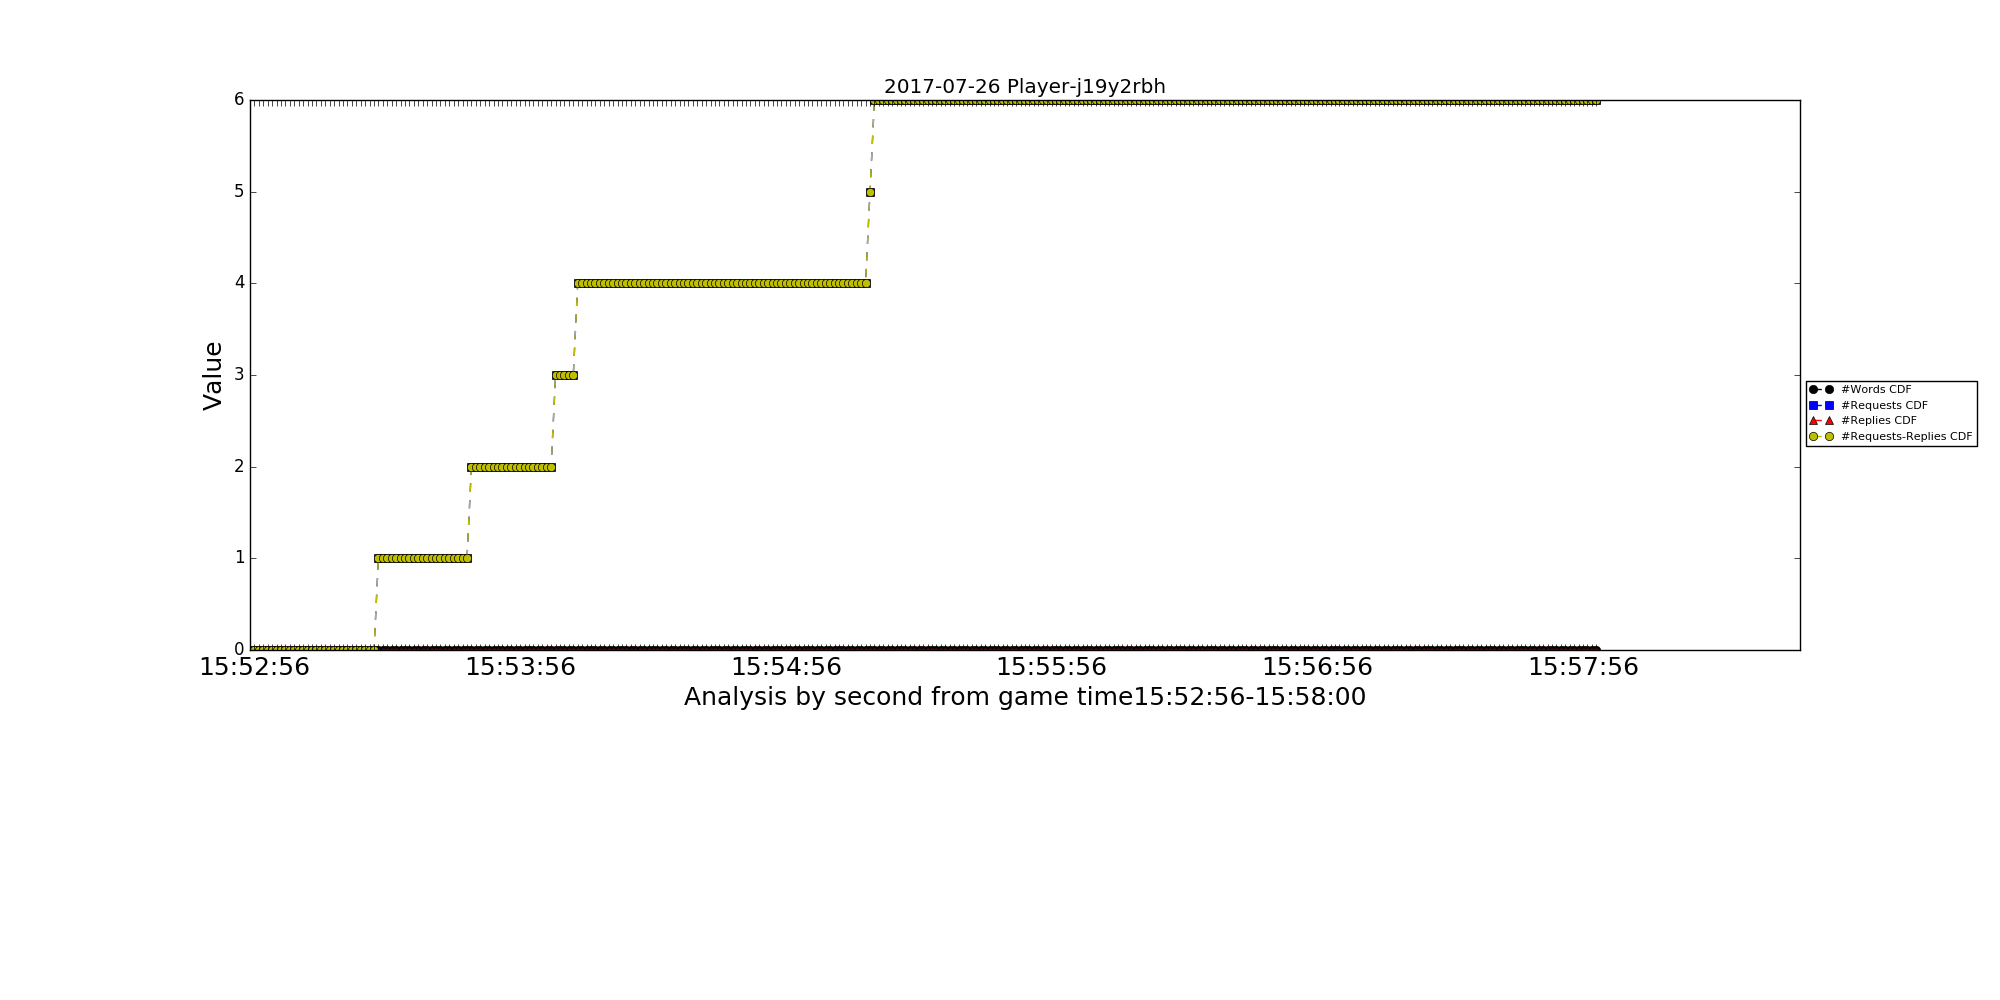 2017-07-26 Player-j19y2rbh
6
5
4
3
2
1
0
Value
15:52:56 15:53:56 15:54:56 15:55:56 15:56:56 15:57:56
Analysis by second from game time15:52:56-15:58:00
#Words CDF
#Requests CDF
#Replies CDF
#Requests-Replies CDF